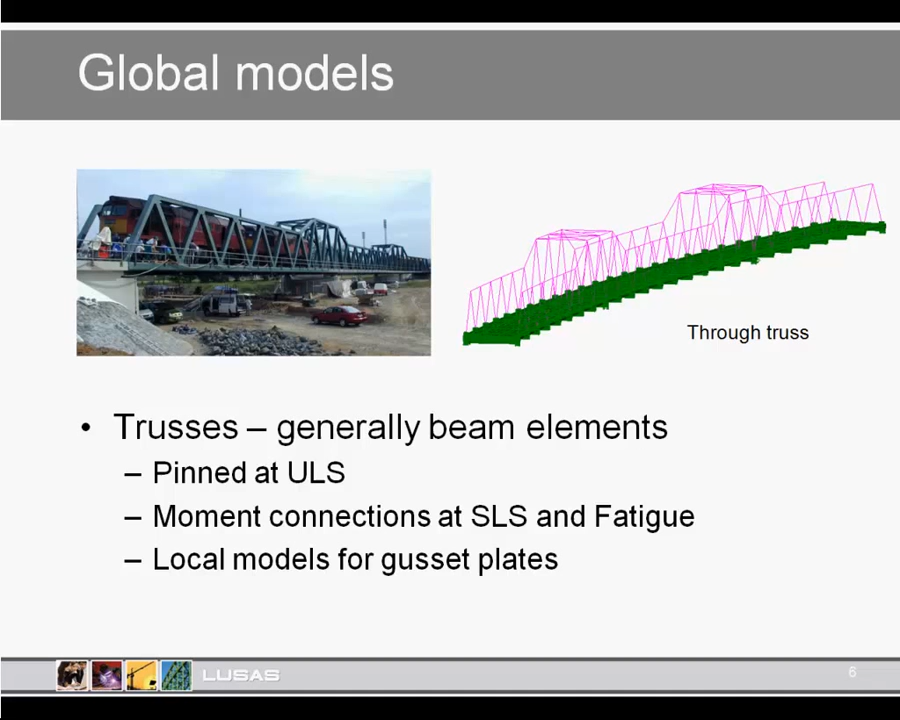 Global models
Through truss
• Trusses – generally beam elements
– Pinned at ULS
– Moment connections at SLS and Fatigue
– Local models for gusset plates
LUSAS
6